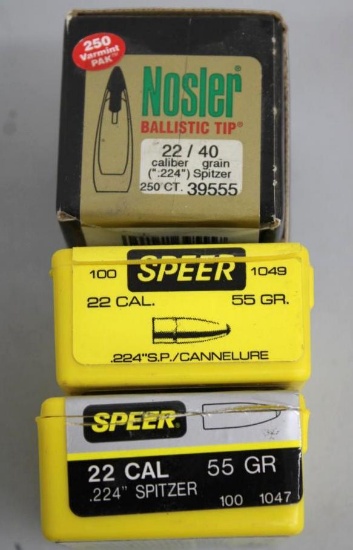 250
Varmint
PAK™
Nosler®
BALLISTIC TIP®
22 / 40
caliber grain
(".224") Spitzer
250 CT. 39555
100 SPEER 1049
22 CAL. 55 GR.
.224" S.P./CANNELURE
SPEER
22 CAL 55 GR
.224" SPITZER
100 1047